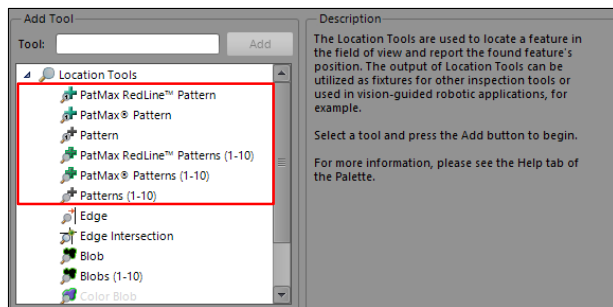 Add Tool
Tool:
Add
Location Tools
PatMax RedLine™ Pattern
PatMax® Pattern
Pattern
PatMax RedLine™ Patterns (1-10)
PatMax® Patterns (1-10)
Patterns (1-10)
Edge
Edge Intersection
Blob
Blobs (1-10)
Color Blob
Description
The Location Tools are used to locate a feature in
the field of view and report the found feature's
position. The output of Location Tools can be
utilized as fixtures for other inspection tools or
used in vision-guided robotic applications, for
example.
Select a tool and press the Add button to begin.
For more information, please see the Help tab of
the Palette.